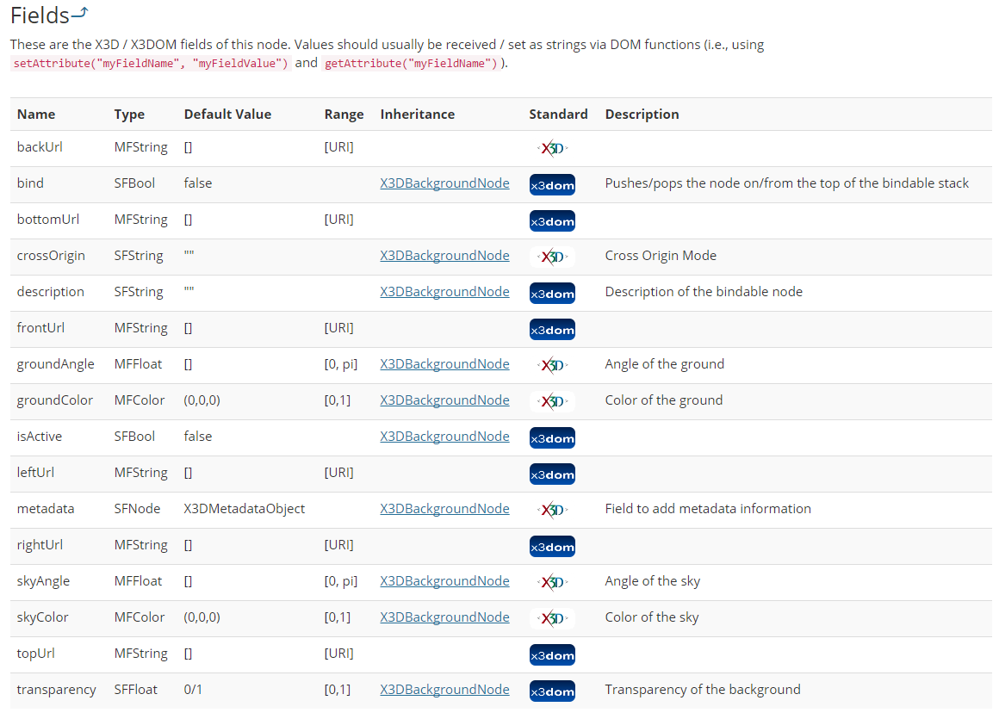 Fields
These are the X3D / X3DOM fields of this node. Values should usually be received / set as strings via DOM functions (i.e., using
setAttribute("myFieldName", "myFieldValue") and getAttribute("myFieldName")).
Name Type Default Value Range Inheritance Standard Description
backUrl MFString [] [URI] X3D
bind SFBool false X3DBackgroundNode x3dom Pushes/pops the node on/from the top of the bindable stack
bottomUrl MFString [] [URI] x3dom
crossOrigin SFString "" X3DBackgroundNode X3D Cross Origin Mode
description SFString "" X3DBackgroundNode x3dom Description of the bindable node
frontUrl MFString [] [URI] x3dom
groundAngle MFFloat [] [0, pi] X3DBackgroundNode X3D Angle of the ground
groundColor MFColor (0,0,0) [0,1] X3DBackgroundNode X3D Color of the ground
isActive SFBool false X3DBackgroundNode x3dom
leftUrl MFString [] [URI] x3dom
metadata SFNode X3DMetadataObject X3DBackgroundNode X3D Field to add metadata information
rightUrl MFString [] [URI] x3dom
skyAngle MFFloat [] [0, pi] X3DBackgroundNode X3D Angle of the sky
skyColor MFColor (0,0,0) [0,1] X3DBackgroundNode X3D Color of the sky
topUrl MFString [] [URI] x3dom
transparency SFFloat 0/1 [0,1] X3DBackgroundNode x3dom Transparency of the background